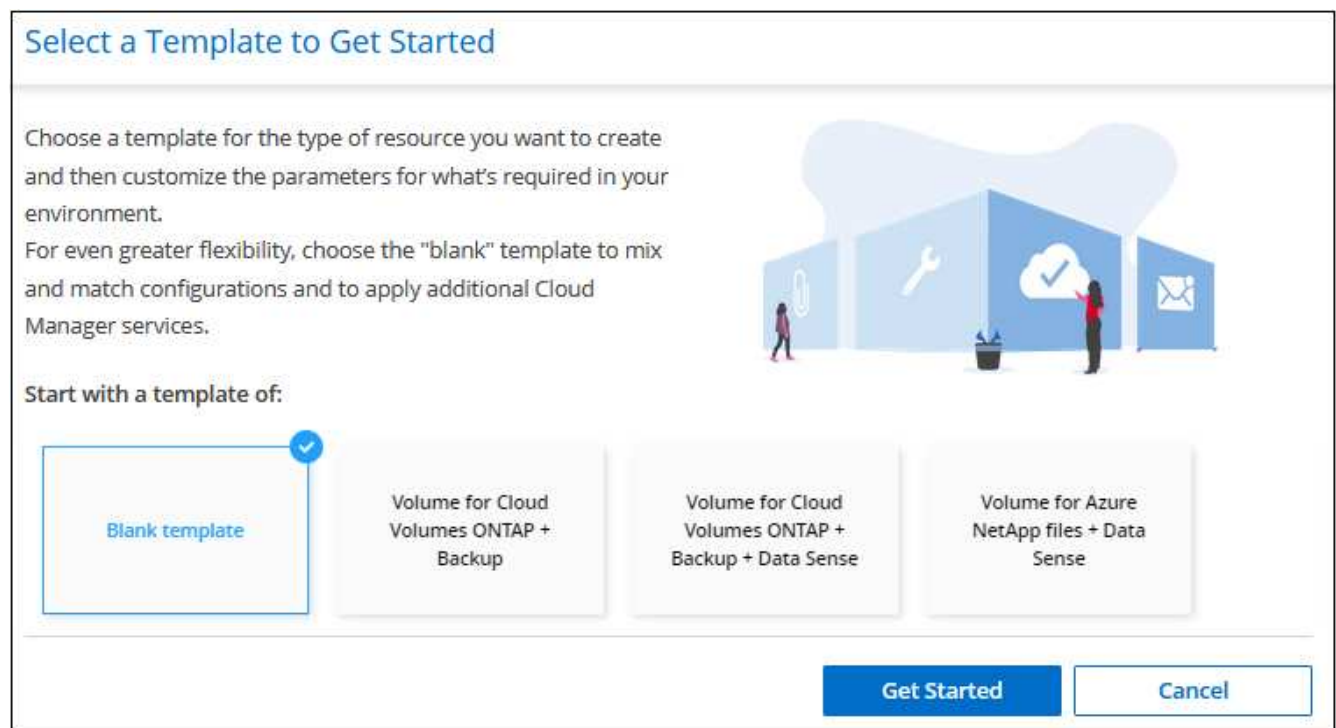 Select a Template to Get Started
Choose a template for the type of resource you want to create
and then customize the parameters for what's required in your
environment.
For even greater flexibility, choose the "blank" template to mix
and match configurations and to apply additional Cloud
Manager services.
Start with a template of:
Blank template
Volume for Cloud
Volumes ONTAP +
Backup
Volume for Cloud
Volumes ONTAP +
Backup + Data Sense
Volume for Azure
NetApp files + Data
Sense
Get Started
Cancel